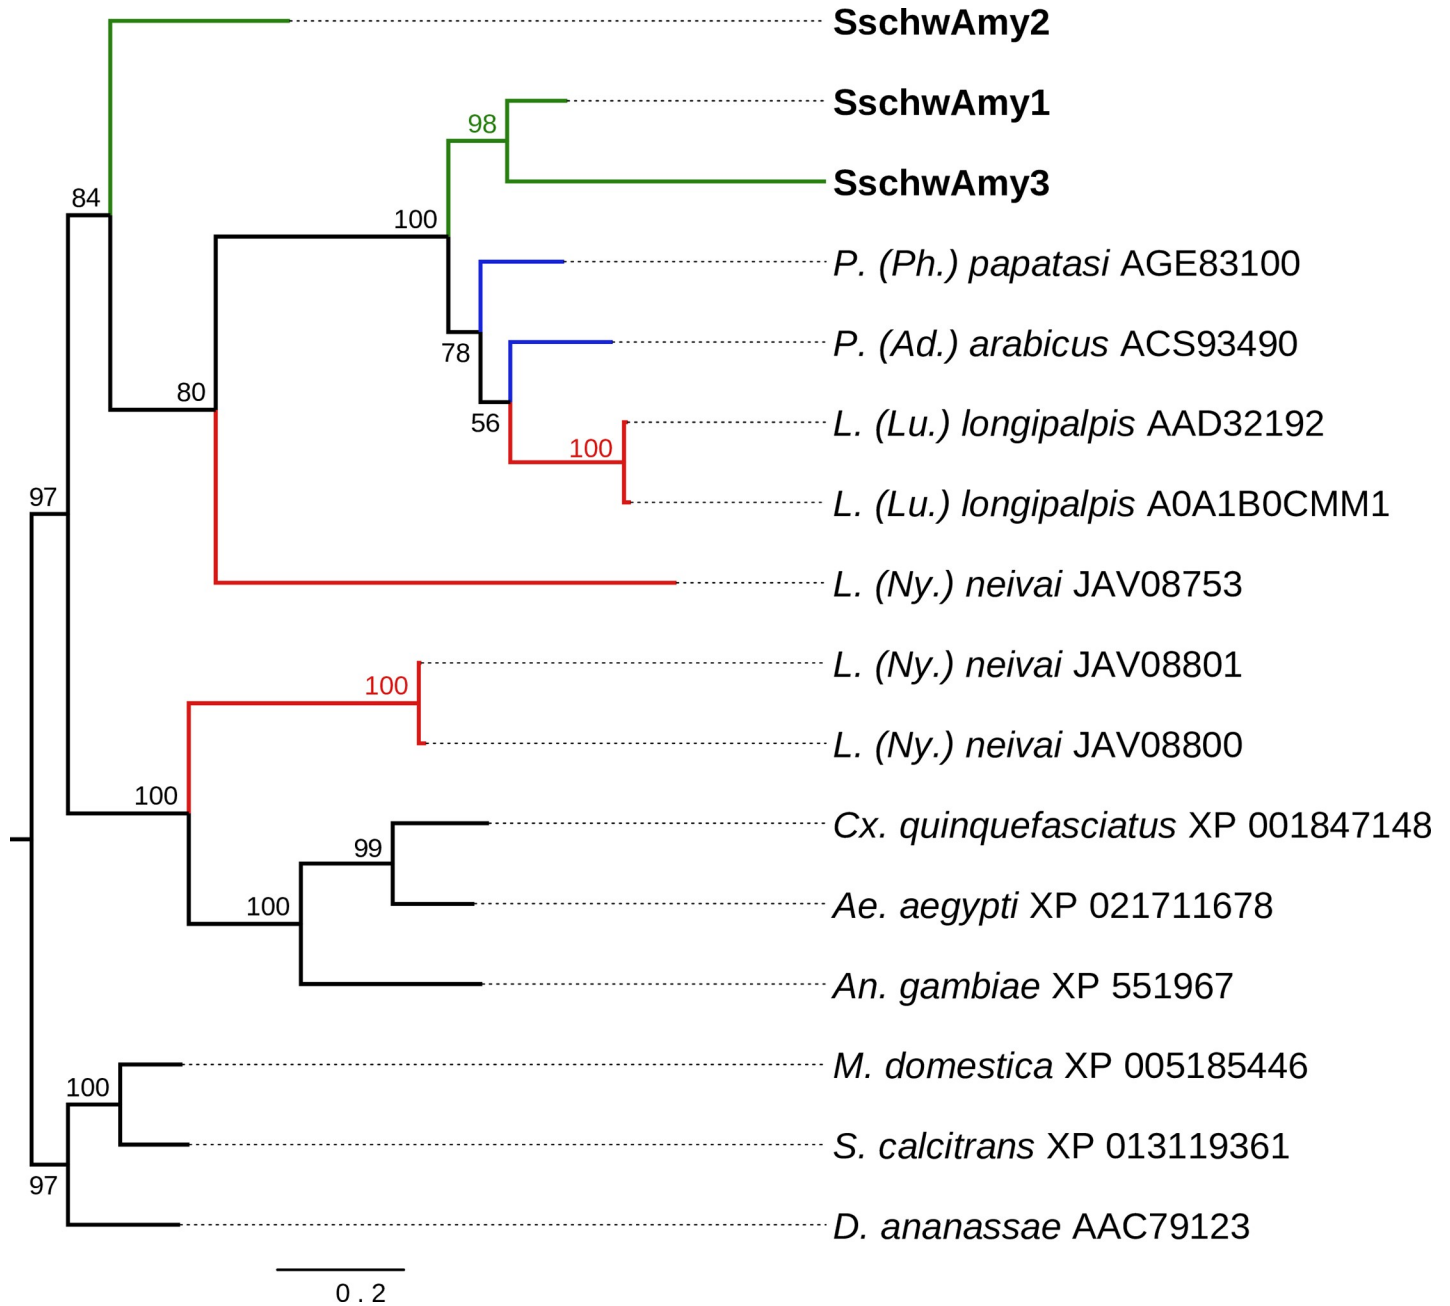 SschwAmy2
SschwAmy1
98
SschwAmy3
84
100
P. (Ph.) papatasi AGE83100
P. (Ad.) arabicus ACS93490
78
80
56
L. (Lu.) longipalpis AAD32192
100
97
L. (Lu.) longipalpis A0A1B0CMM1
L. (Ny.) neivai JAV08753
L. (Ny.) neivai JAV08801
100
L. (Ny.) neivai JAV08800
100
Cx. quinquefasciatus XP 001847148
99
100
Ae. aegypti XP 021711678
An. gambiae XP 551967
M. domestica XP 005185446
100
S. calcitrans XP 013119361
97
D. ananassae AAC79123
0 . 2